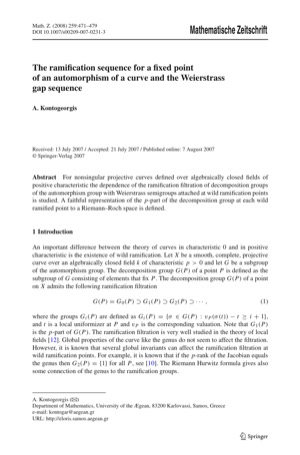 Math. Z. (2008) 259:471–479
DOI 10.1007/s00209-007-0231-3
Mathematische Zeitschrift
The ramification sequence for a fixed point
of an automorphism of a curve and the Weierstrass
gap sequence
A. Kontogeorgis
Received: 13 July 2007 / Accepted: 21 July 2007 / Published online: 7 August 2007
© Springer-Verlag 2007
Abstract For nonsingular projective curves defined over algebraically closed fields of
positive characteristic the dependence of the ramification filtration of decomposition groups
of the automorphism group with Weierstrass semigroups attached at wild ramification points
is studied. A faithful representation of the p-part of the decomposition group at each wild
ramified point to a Riemann–Roch space is defined.
1 Introduction
An important difference between the theory of curves in characteristic 0 and in positive
characteristic is the existence of wild ramification. Let X be a smooth, complete, projective
curve over an algebraically closed field k of characteristic p > 0 and let G be a subgroup
of the automorphism group. The decomposition group G(P) of a point P is defined as the
subgroup of G consisting of elements that fix P. The decomposition group G(P) of a point
on X admits the following ramification filtration
G(P) = G₀(P) ⊃ G₁(P) ⊃ G₂(P) ⊃ · · · , (1)
where the groups Gᵢ(P) are defined as Gᵢ(P) = {σ ∈ G(P) : v_P(σ(t)) − t ≥ i + 1},
and t is a local uniformizer at P and v_P is the corresponding valuation. Note that G₁(P)
is the p-part of G(P). The ramification filtration is very well studied in the theory of local
fields [12]. Global properties of the curve like the genus do not seem to affect the filtration.
However, it is known that several global invariants can affect the ramification filtration at
wild ramification points. For example, it is known that if the p-rank of the Jacobian equals
the genus then G₂(P) = {1} for all P, see [10]. The Riemann Hurwitz formula gives also
some connection of the genus to the ramification groups.
A. Kontogeorgis (✉)
Department of Mathematics, University of the Ægean, 83200 Karlovassi, Samos, Greece
e-mail: kontogar@aegean.gr
URL: http://eloris.samos.aegean.gr
Springer